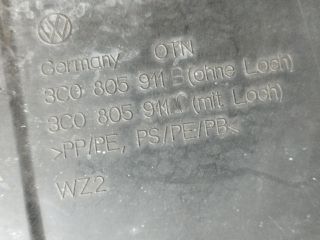 Germany OTN
3C0 805 911 B (ohne Loch)
3C0 805 911 C (mit Loch)
>PP/PE, PS/PE/PB<
WZ2